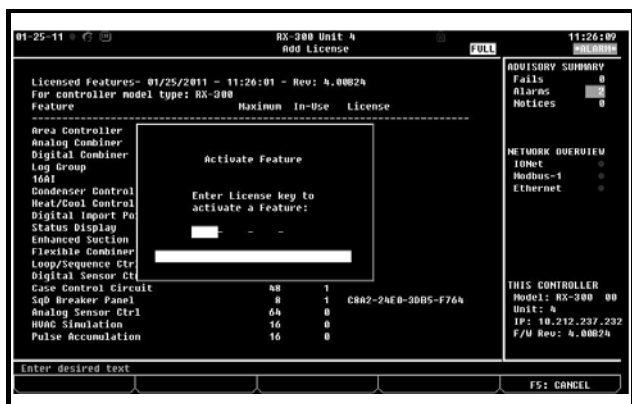 01-25-11
RX-300 Unit 4
11:26:09
Add License
FULL
*ALARM*
Licensed Features- 01/25/2011 - 11:26:01 - Rev: 4.00B24
For controller model type: RX-300
Feature Maximum In-Use License
Area Controller
Analog Combiner
Digital Combiner
Log Group
16AI
Condenser Control
Heat/Cool Control
Digital Import Po
Status Display
Enhanced Suction
Flexible Combiner
Loop/Sequence Ctr
Digital Sensor Ct
Case Control Circuit 48 1
SqD Breaker Panel 8 1 C8A2-24E0-3DB5-F764
Analog Sensor Ctrl 64 0
HVAC Simulation 16 0
Pulse Accumulation 16 0
Activate Feature
Enter License key to
activate a Feature:
- - -
ADVISORY SUMMARY
Fails 0
Alarms 2
Notices 0
NETWORK OVERVIEW
IONet
Modbus-1
Ethernet
THIS CONTROLLER
Model: RX-300 00
Unit: 4
IP: 10.212.237.232
F/W Rev: 4.00B24
Enter desired text
F5: CANCEL